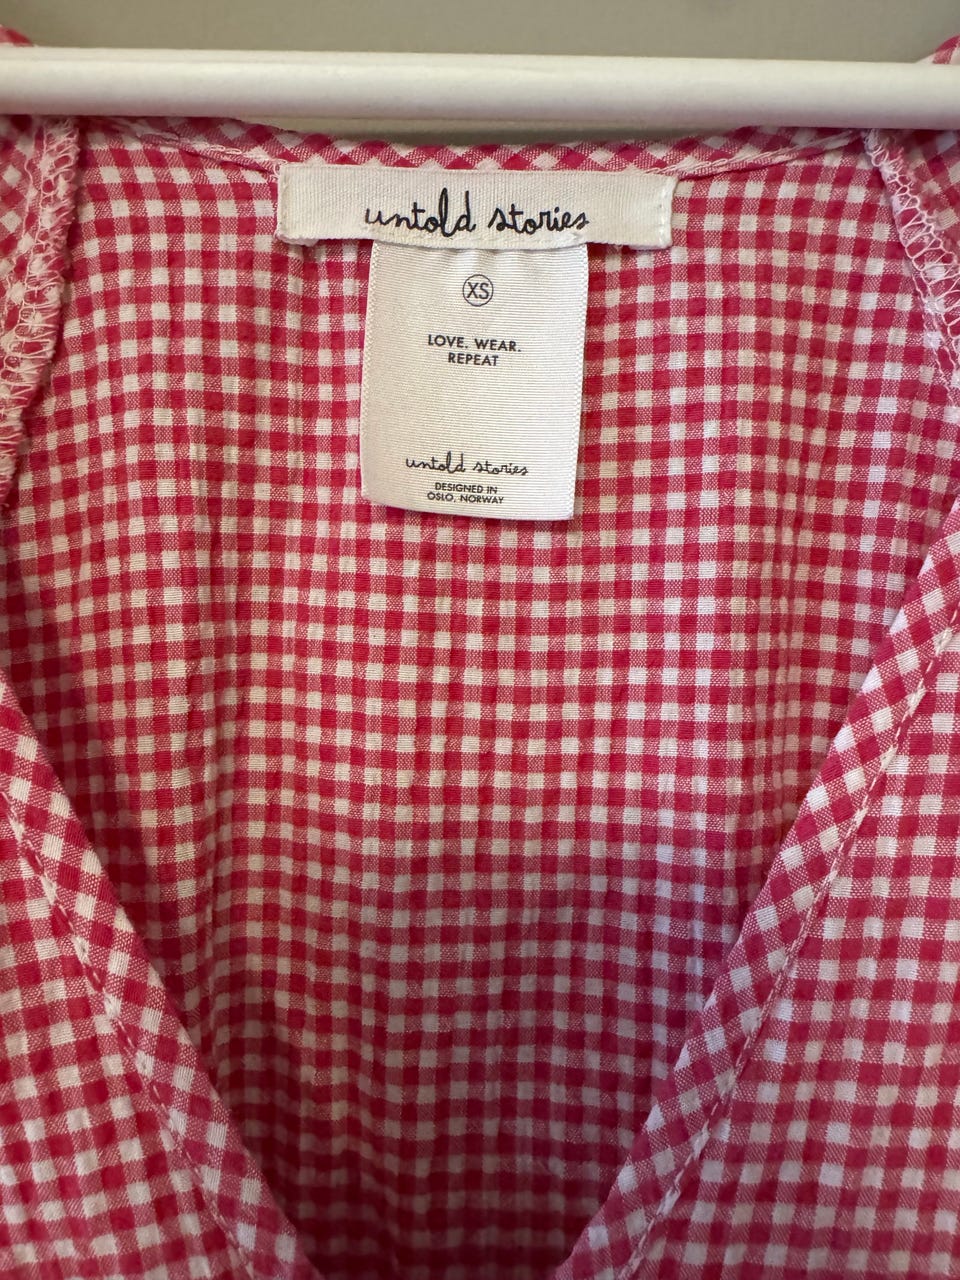 untold stories
XS
LOVE. WEAR.
REPEAT
untold stories
DESIGNED IN
OSLO, NORWAY